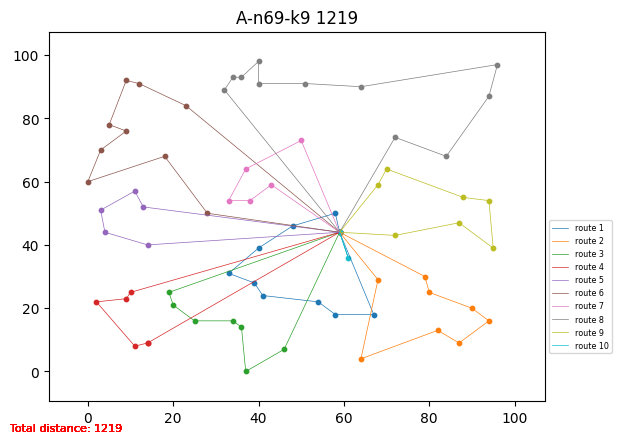 A-n69-k9 1219
100
80
60
40
20
0
0 20 40 60 80 100
route 1
route 2
route 3
route 4
route 5
route 6
route 7
route 8
route 9
route 10
Total distance: 1219